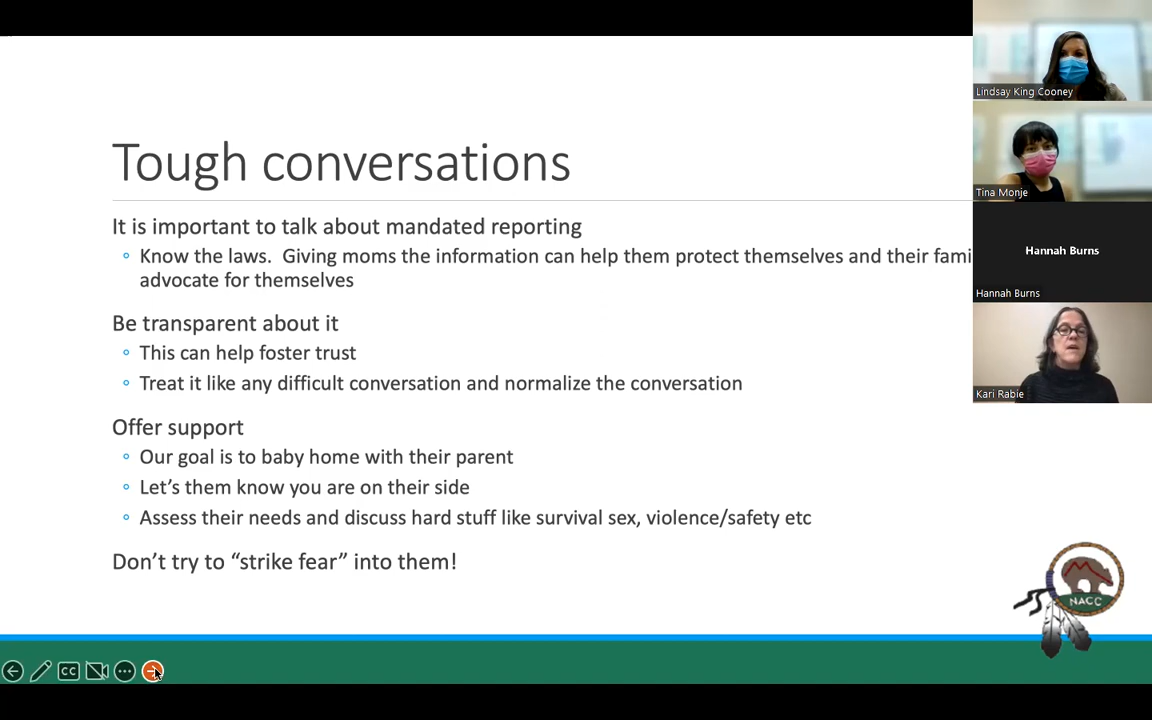 Tough conversations
It is important to talk about mandated reporting
Know the laws. Giving moms the information can help them protect themselves and their
advocate for themselves
Be transparent about it
This can help foster trust
Treat it like any difficult conversation and normalize the conversation
Offer support
Our goal is to baby home with their parent
Let's them know you are on their side
Assess their needs and discuss hard stuff like survival sex, violence/safety etc
Don't try to “strike fear” into them!
Lindsay King Cooney
Tina Monje
Hannah Burns
Hannah Burns
Kari Rabie
NACC
CC